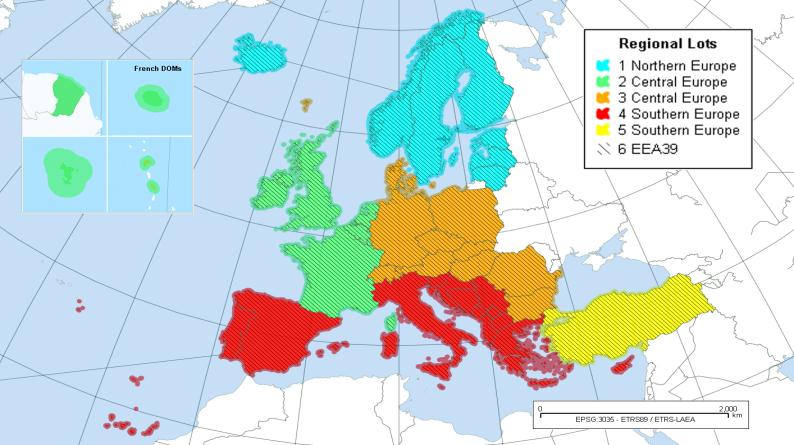 French DOMs
Regional Lots
1 Northern Europe
2 Central Europe
3 Central Europe
4 Southern Europe
5 Southern Europe
6 EEA39
0 2,000
km
EPSG:3035 - ETRS89 / ETRS-LAEA